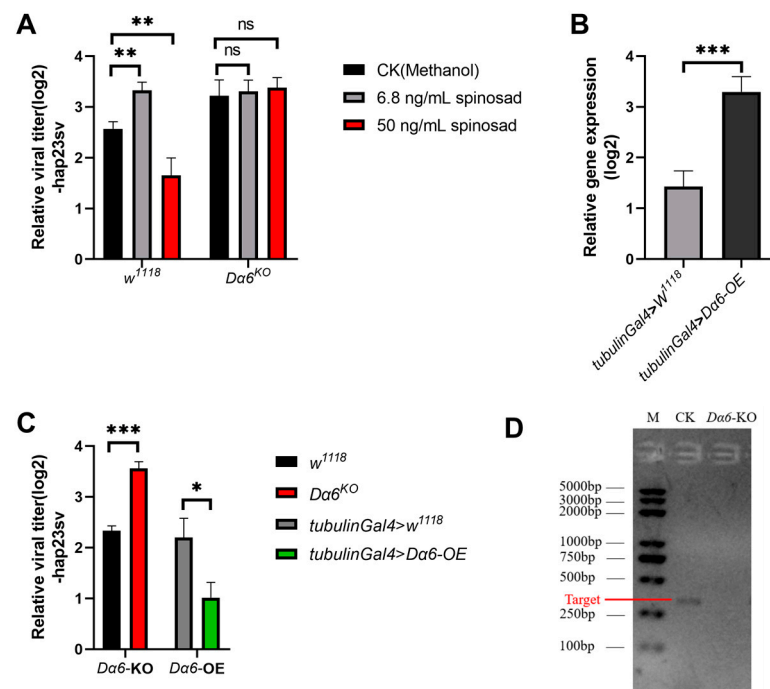 A
Relative viral titer(log2)
-hap23sv
4
3
2
1
0
**
**
ns
ns
w1118
Dα6KO
CK(Methanol)
6.8 ng/mL spinosad
50 ng/mL spinosad
B
Relative gene expression
(log2)
4
3
2
1
0
***
tubulinGal4>W1118
tubulinGal4>Dα6-OE
C
Relative viral titer(log2)
-hap23sv
4
3
2
1
0
***
*
Dα6-KO
Dα6-OE
w1118
Dα6KO
tubulinGal4>w1118
tubulinGal4>Dα6-OE
D
M CK Dα6-KO
5000bp
3000bp
2000bp
1000bp
750bp
500bp
Target
250bp
100bp